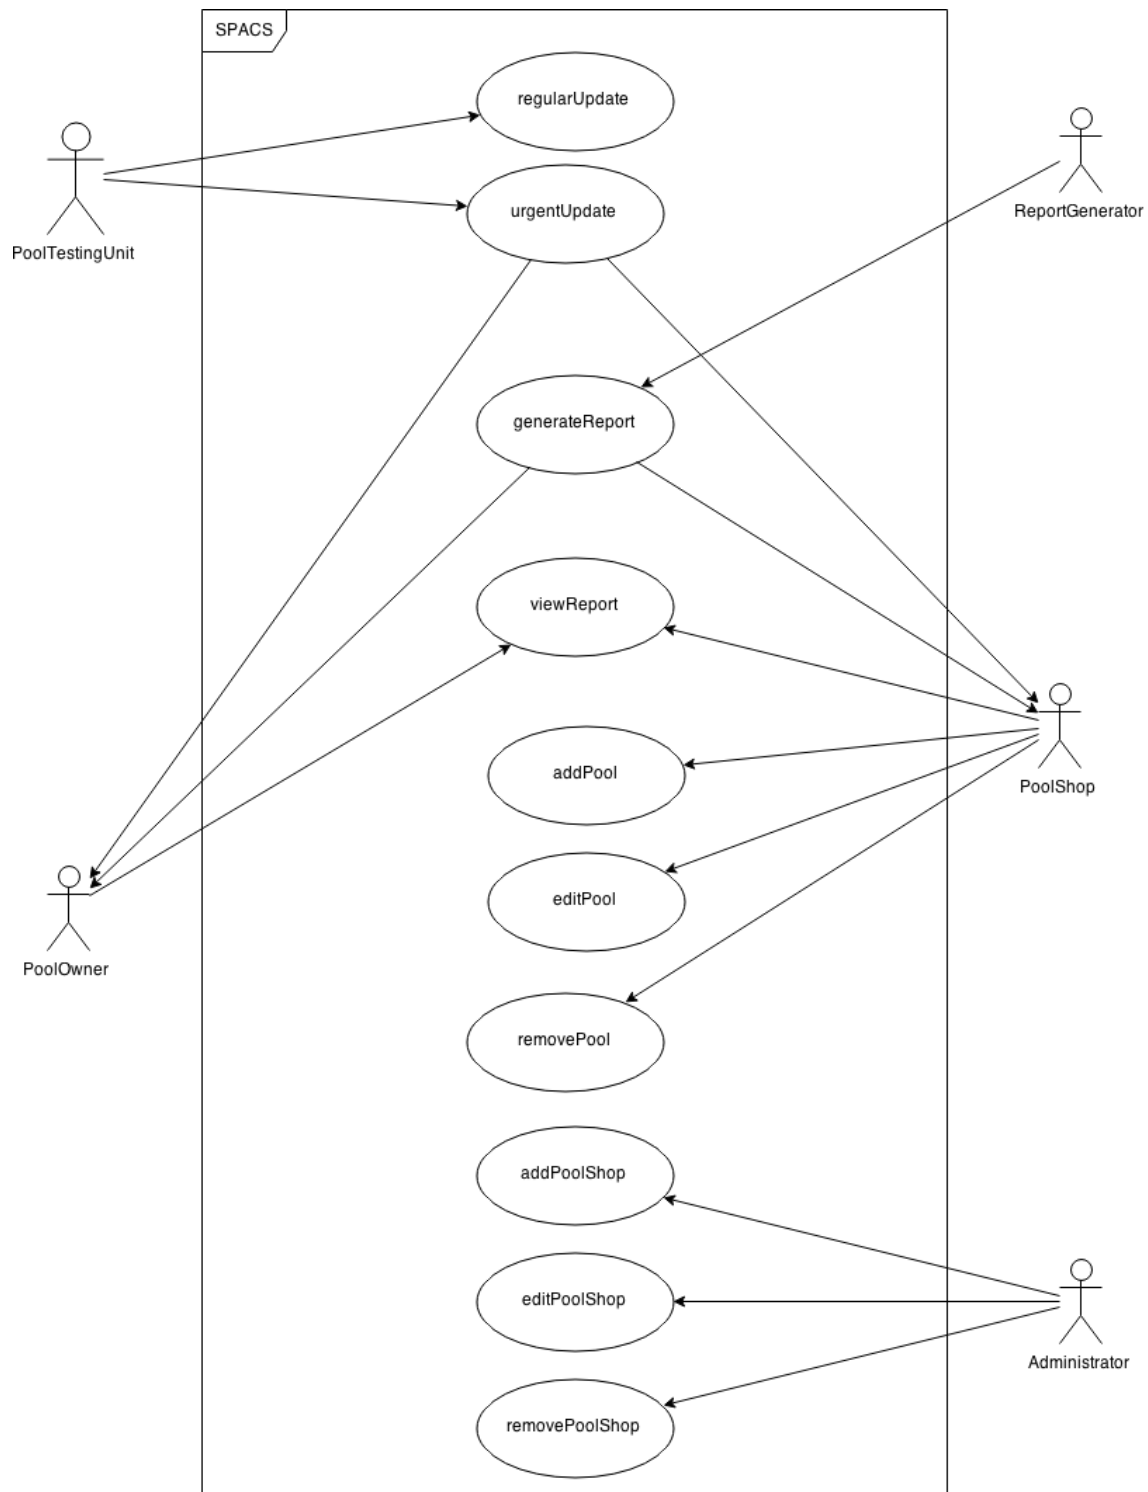 SPACS
regularUpdate
urgentUpdate
PoolTestingUnit
ReportGenerator
generateReport
viewReport
addPool
PoolShop
editPool
PoolOwner
removePool
addPoolShop
editPoolShop
Administrator
removePoolShop